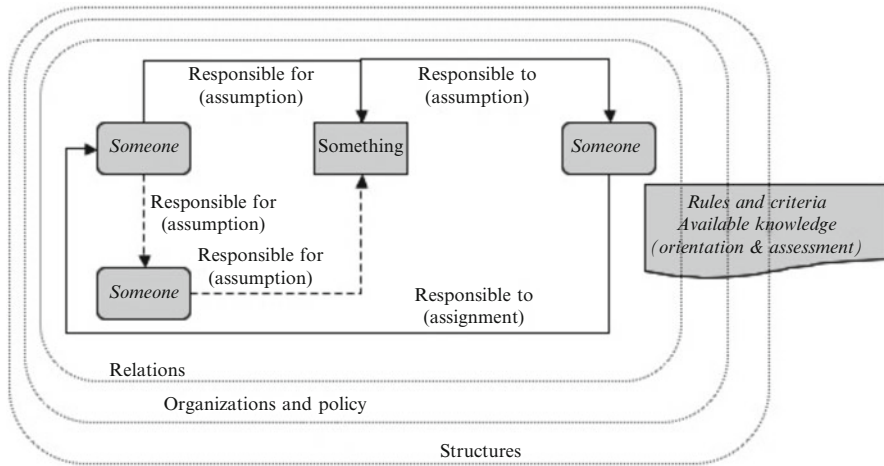 Responsible for
(assumption)
Responsible to
(assumption)
Someone
Something
Someone
Responsible for
(assumption)
Rules and criteria
Available knowledge
(orientation & assessment)
Responsible for
(assumption)
Someone
Responsible to
(assignment)
Relations
Organizations and policy
Structures